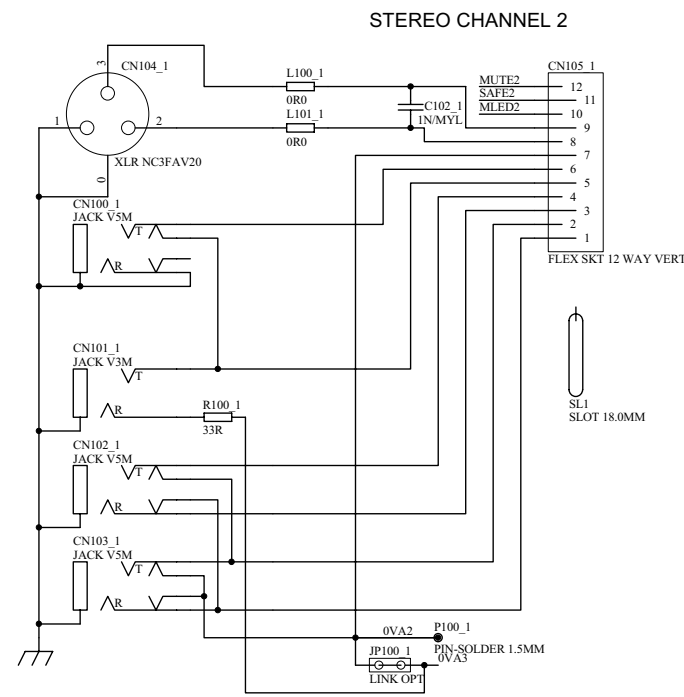 STEREO CHANNEL 2
CN104_1
3
1
2
0
XLR NC3FAV20
L100_1
0R0
L101_1
0R0
C102_1
1N/MYL
CN105_1
MUTE2
SAFE2
MLED2
12
11
10
9
8
7
6
5
4
3
2
1
FLEX SKT 12 WAY VERT
CN100_1
JACK V5M
T
R
CN101_1
JACK V3M
T
R
R100_1
33R
CN102_1
JACK V5M
T
R
CN103_1
JACK V5M
T
R
SL1
SLOT 18.0MM
0VA2
P100_1
PIN-SOLDER 1.5MM
JP100_1
0VA3
LINK OPT